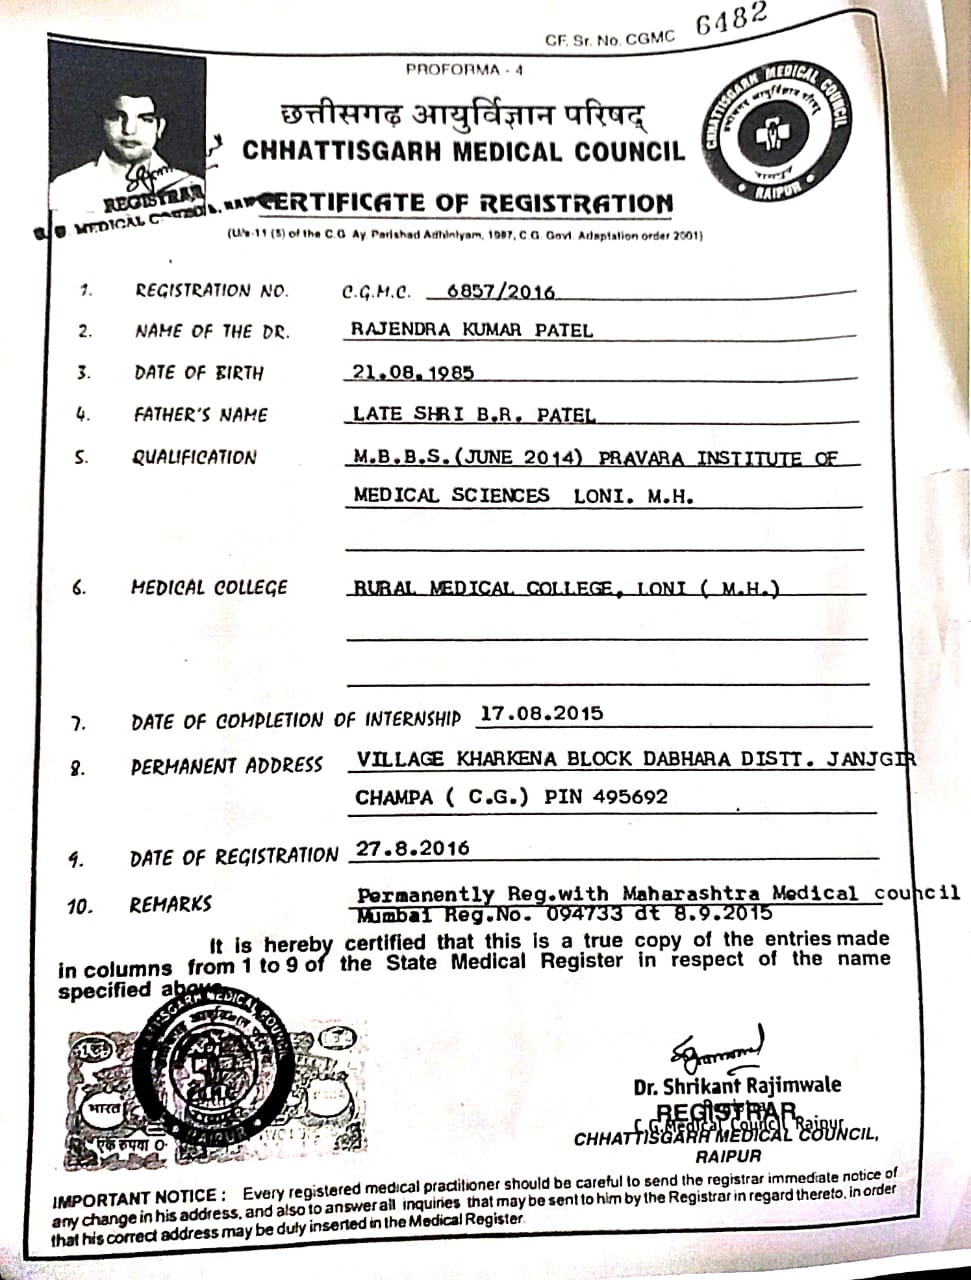 CF. Sr. No. CGMC 6482
PROFORMA - 4
छत्तीसगढ़ आयुर्विज्ञान परिषद्
CHHATTISGARH MEDICAL COUNCIL
CHHATTISGARH MEDICAL COUNCIL
RAIPUR
REGISTRAR
MEDICAL
CERTIFICATE OF REGISTRATION
(U/s-11 (5) of the C.G. Ay. Parishad Adhiniyam, 1987, C.G. Govt. Adaptation order 2001)
1. REGISTRATION NO. C.G.M.C. 6857/2016
2. NAME OF THE DR. RAJENDRA KUMAR PATEL
3. DATE OF BIRTH 21.08.1985
4. FATHER'S NAME LATE SHRI B.R. PATEL
5. QUALIFICATION M.B.B.S.(JUNE 2014) PRAVARA INSTITUTE OF
MEDICAL SCIENCES LONI. M.H.
6. MEDICAL COLLEGE RURAL MEDICAL COLLEGE, LONI ( M.H.)
7. DATE OF COMPLETION OF INTERNSHIP 17.08.2015
8. PERMANENT ADDRESS VILLAGE KHARKENA BLOCK DABHARA DISTT. JANJGIR
CHAMPA ( C.G.) PIN 495692
9. DATE OF REGISTRATION 27.8.2016
10. REMARKS Permanently Reg.with Maharashtra Medical council
Mumbai Reg.No. 094733 dt 8.9.2015
It is hereby certified that this is a true copy of the entries made
in columns from 1 to 9 of the State Medical Register in respect of the name
specified above
MEDICAL COUNCIL
RAIPUR
भारत
एक रुपया
Dr. Shrikant Rajimwale
REGISTRAR
C.G.Medical Council Raipur
CHHATTISGARH MEDICAL COUNCIL,
RAIPUR
IMPORTANT NOTICE : Every registered medical practitioner should be careful to send the registrar immediate notice of
any change in his address, and also to answer all inquiries that may be sent to him by the Registrar in regard thereto, in order
that his correct address may be duly inserted in the Medical Register.